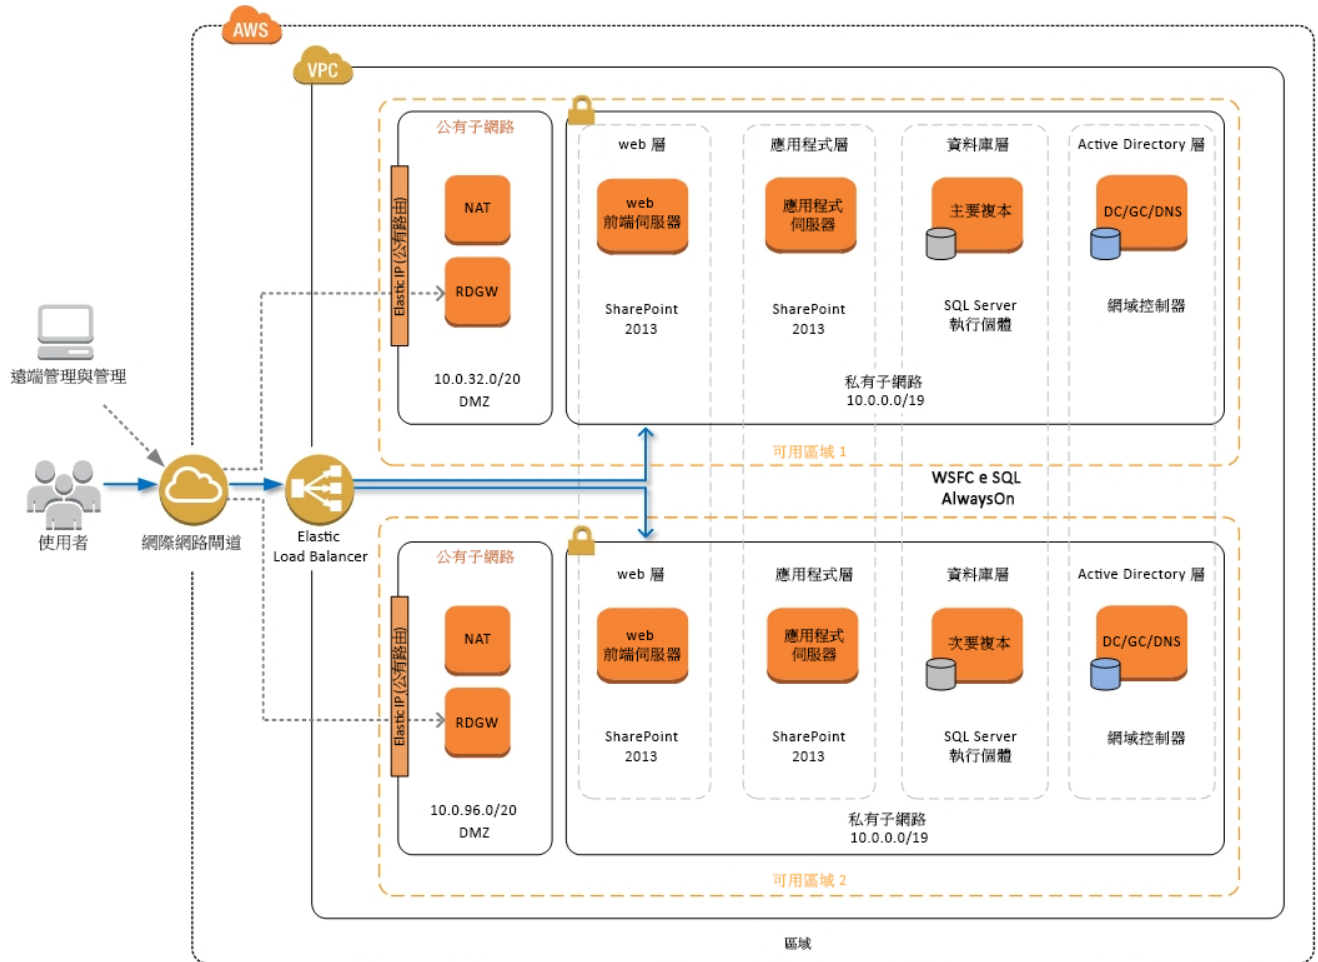 AWS
VPC
公有子網路
NAT
RDGW
Elastic IP (公有路由)
10.0.32.0/20
DMZ
web 層
web
前端伺服器
SharePoint
2013
應用程式層
應用程式
伺服器
SharePoint
2013
資料庫層
主要複本
SQL Server
執行個體
Active Directory 層
DC/GC/DNS
網域控制器
私有子網路
10.0.0.0/19
可用區域 1
遠端管理與管理
使用者
網際網路閘道
Elastic
Load Balancer
WSFC e SQL
AlwaysOn
公有子網路
NAT
RDGW
Elastic IP (公有路由)
10.0.96.0/20
DMZ
web 層
web
前端伺服器
SharePoint
2013
應用程式層
應用程式
伺服器
SharePoint
2013
資料庫層
次要複本
SQL Server
執行個體
Active Directory 層
DC/GC/DNS
網域控制器
私有子網路
10.0.0.0/19
可用區域 2
區域